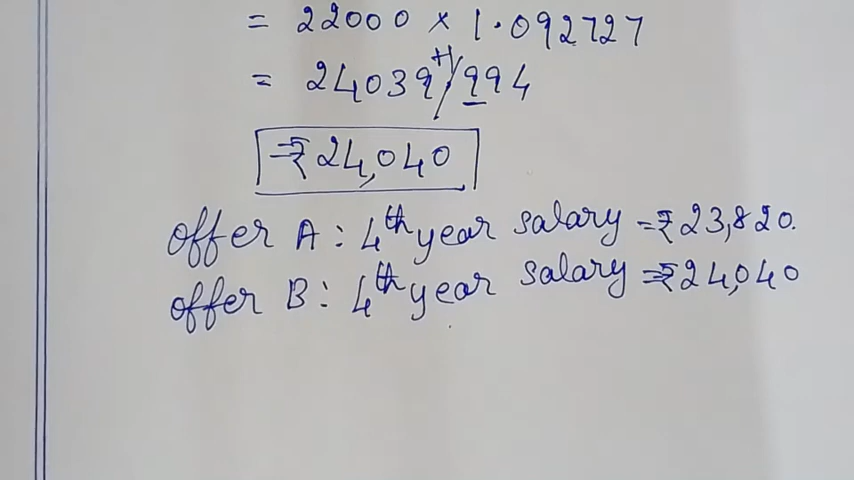 = 22000 × 1.092727
= 24039.994
=₹24,040
offer A : 4th year salary =₹23,820.
offer B : 4th year salary =₹24,040